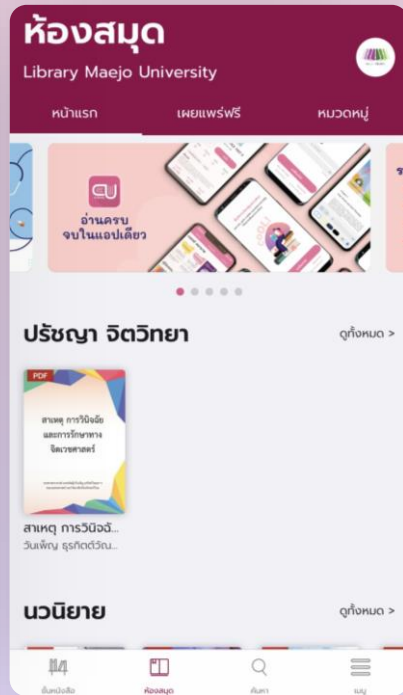 ห้องสมุด
Library Maejo University
หน้าแรก
เผยแพร่ฟรี
หมวดหมู่
อ่านครบ
จบในแอปเดียว
ปรัชญา จิตวิทยา
ดูทั้งหมด >
PDF
สาเหตุ การวินิจฉัย
และการรักษาทาง
จิตเวชศาสตร์
สาเหตุ การวินิจฉั...
วันเพ็ญ ธุรกิตต์วัณ...
นวนิยาย
ดูทั้งหมด >
ชั้นหนังสือ
ห้องสมุด
ค้นหา
เมนู